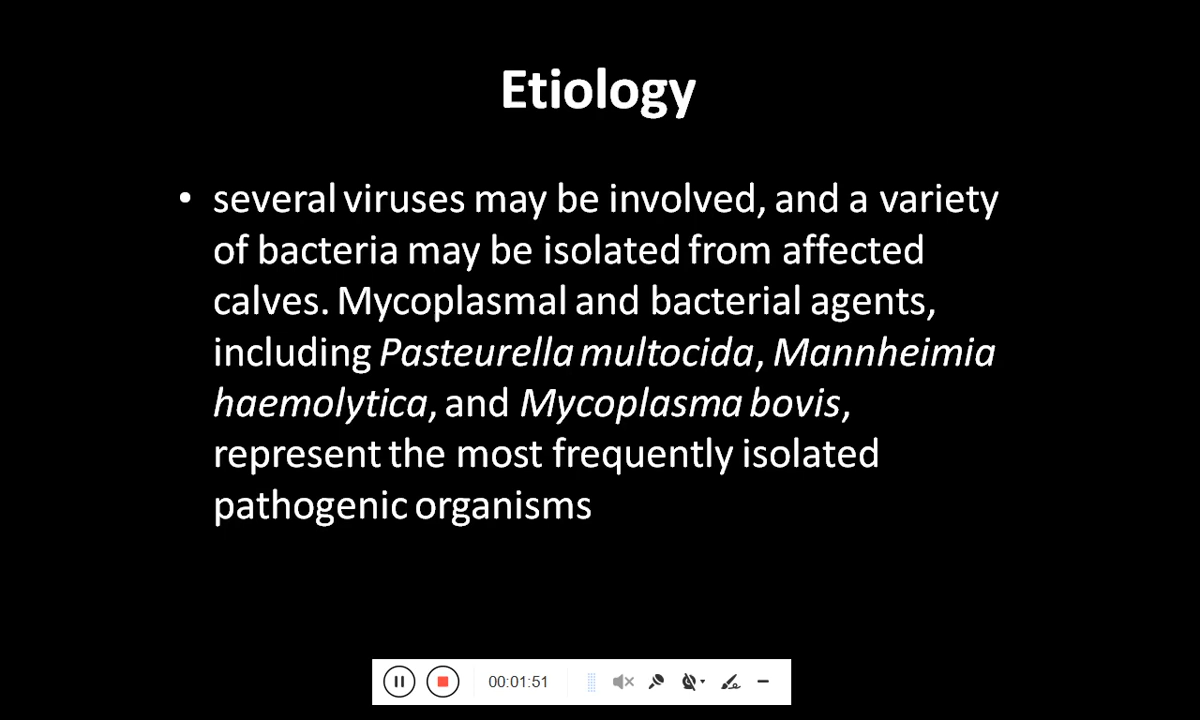 Etiology
• several viruses may be involved, and a variety
of bacteria may be isolated from affected
calves. Mycoplasmal and bacterial agents,
including Pasteurella multocida, Mannheimia
haemolytica, and Mycoplasma bovis,
represent the most frequently isolated
pathogenic organisms
00:01:51